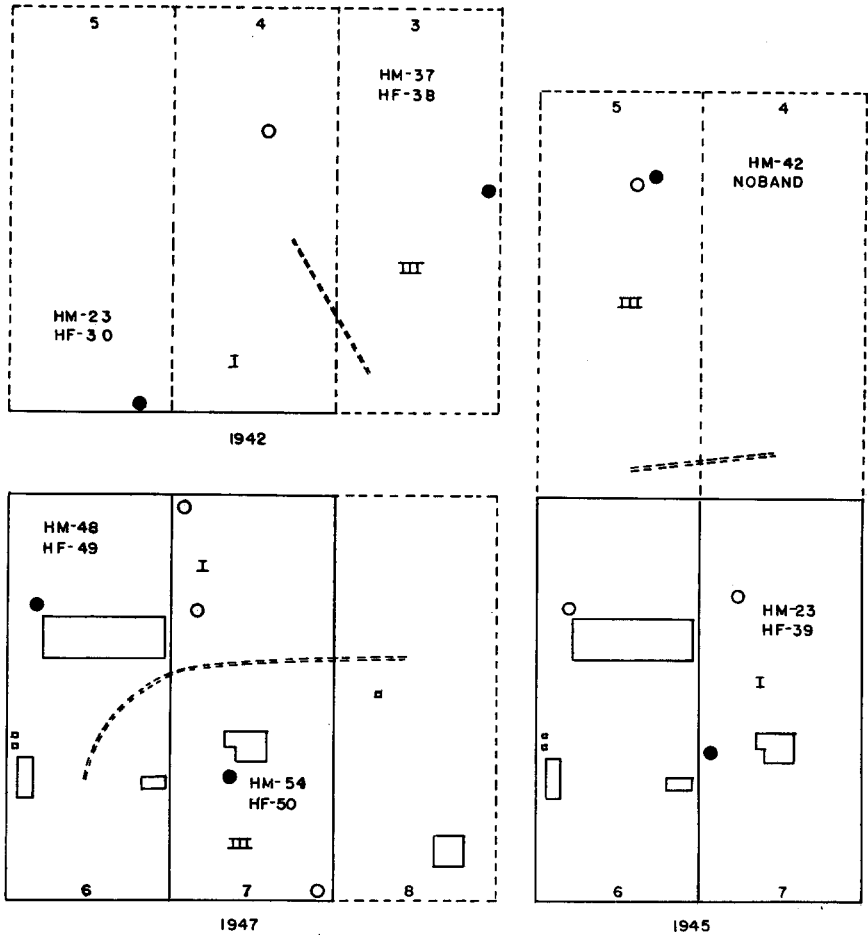 5
4
3
HM-37
HF-38
III
HM-23
HF-30
I
1942
5
4
HM-42
NOBAND
III
HM-48
HF-49
I
HM-54
HF-50
III
6
7
8
1947
HM-23
HF-39
I
6
7
1945